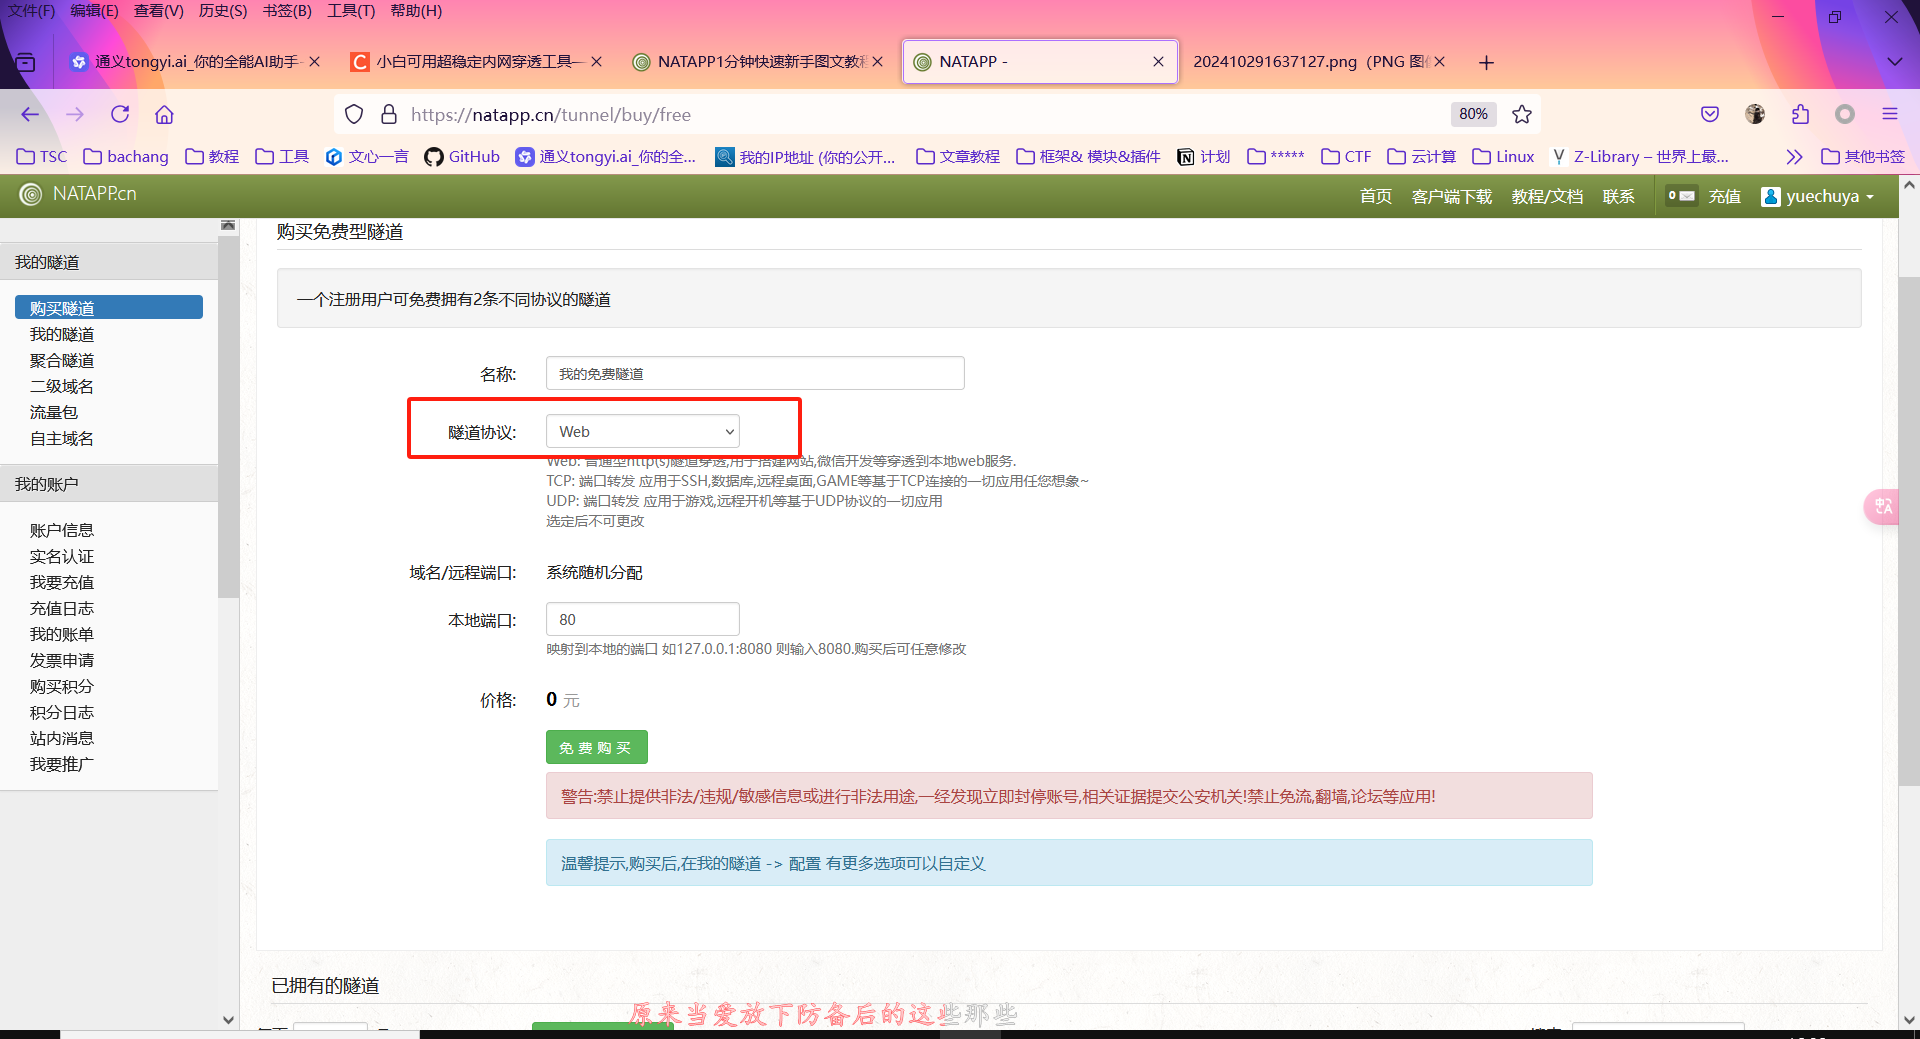 文件(F) 编辑(E) 查看(V) 历史(S) 书签(B) 工具(T) 帮助(H)
通义tongyi.ai_你的全能AI助手- 小白可用超稳定内网穿透工具— NATAPP1分钟快速新手图文教程 NATAPP - 202410291637127.png（PNG 图像
https://natapp.cn/tunnel/buy/free 80%
TSC bachang 教程 工具 文心一言 GitHub 通义tongyi.ai_你的全... 我的IP地址 (你的公开... 文章教程 框架& 模块&插件 计划 ***** CTF 云计算 Linux Z-Library – 世界上最... 其他书签
NATAPP.cn 首页 客户端下载 教程/文档 联系 0 充值 yuechuya
我的隧道
购买隧道
我的隧道
聚合隧道
二级域名
流量包
自主域名
我的账户
账户信息
实名认证
我要充值
充值日志
我的账单
发票申请
购买积分
积分日志
站内消息
我要推广
购买免费型隧道
一个注册用户可免费拥有2条不同协议的隧道
名称: 我的免费隧道
隧道协议: Web
Web: 普通型http(s)隧道穿透,用于搭建网站,微信开发等穿透到本地web服务.
TCP: 端口转发 应用于SSH,数据库,远程桌面,GAME等基于TCP连接的一切应用任您想象~
UDP: 端口转发 应用于游戏,远程开机等基于UDP协议的一切应用
选定后不可更改
域名/远程端口: 系统随机分配
本地端口: 80
映射到本地的端口 如127.0.0.1:8080 则输入8080.购买后可任意修改
价格: 0 元
免费购买
警告:禁止提供非法/违规/敏感信息或进行非法用途,一经发现立即封停账号,相关证据提交公安机关!禁止免流,翻墙,论坛等应用!
温馨提示,购买后,在我的隧道 -> 配置 有更多选项可以自定义
已拥有的隧道
原来当爱放下防备后的这些那些